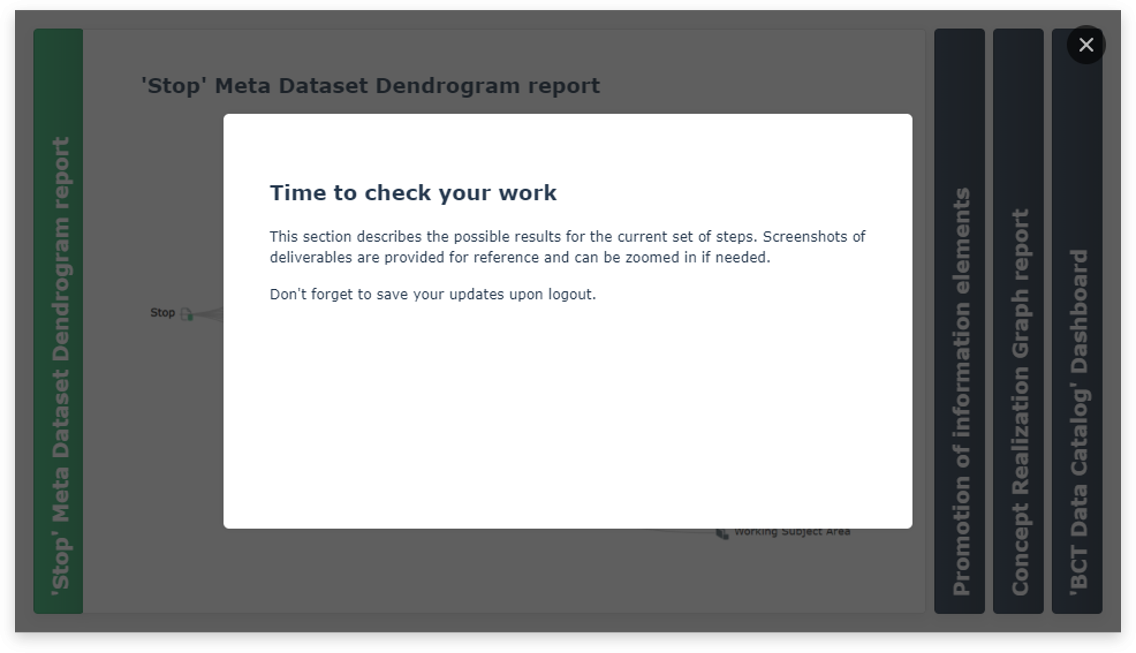 'Stop' Meta Dataset Dendrogram report
'Stop' Meta Dataset Dendrogram report
Time to check your work
This section describes the possible results for the current set of steps. Screenshots of
deliverables are provided for reference and can be zoomed in if needed.
Don't forget to save your updates upon logout.
Stop
Working Subject Area
Promotion of information elements
Concept Realization Graph report
'BCT Data Catalog' Dashboard